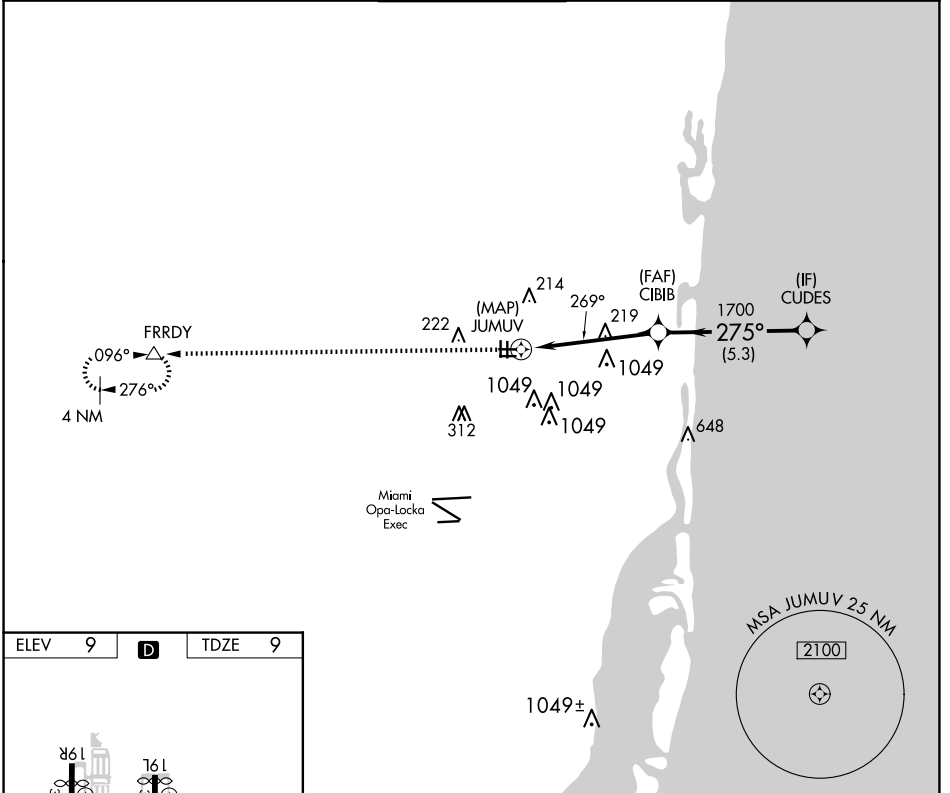 214
(MAP)
JUMUV
269°
(FAF)
CIBIB
219
(IF)
CUDES
1700
275°
(5.3)
222
FRRDY
096°
276°
4 NM
1049
1049
1049
1049
312
648
Miami
Opa-Locka
Exec
MSA JUMUV 25 NM
2100
1049±
ELEV 9
D
TDZE 9
19R
19L